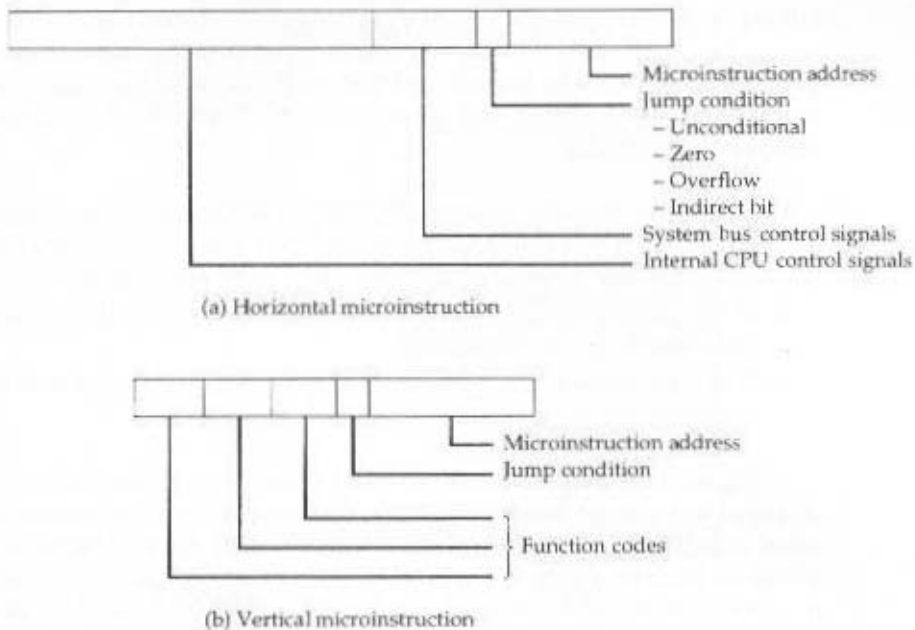 Microinstruction address
Jump condition
– Unconditional
– Zero
– Overflow
– Indirect bit
System bus control signals
Internal CPU control signals
(a) Horizontal microinstruction
Microinstruction address
Jump condition
Function codes
(b) Vertical microinstruction